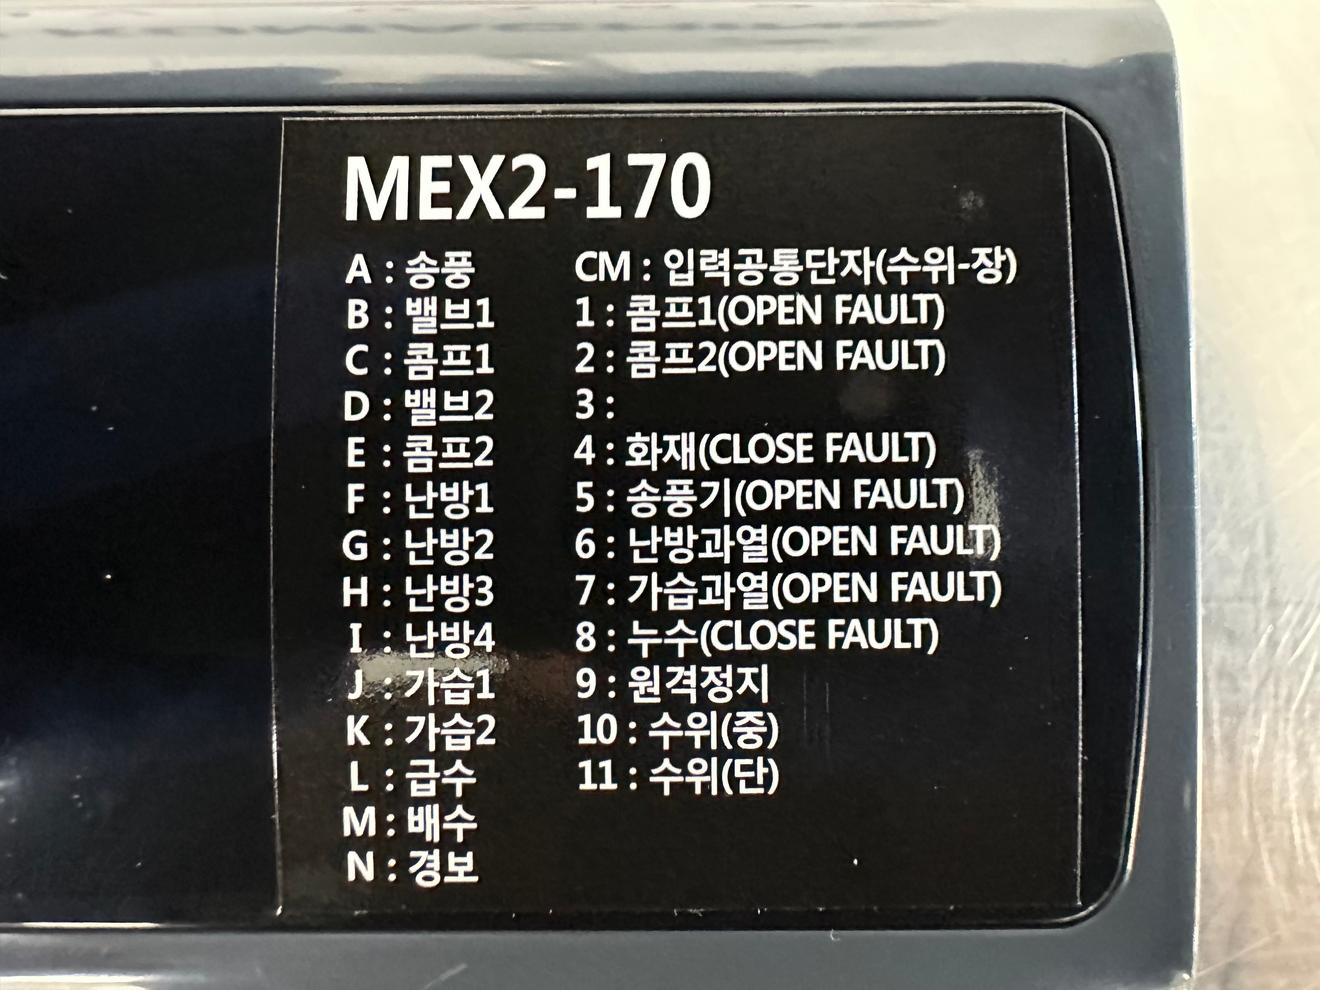 MEX2-170
A : 송풍
B : 밸브1
C : 콤프1
D : 밸브2
E : 콤프2
F : 난방1
G : 난방2
H : 난방3
I : 난방4
J : 가습1
K : 가습2
L : 급수
M : 배수
N : 경보
CM : 입력공통단자(수위-장)
1 : 콤프1(OPEN FAULT)
2 : 콤프2(OPEN FAULT)
3 :
4 : 화재(CLOSE FAULT)
5 : 송풍기(OPEN FAULT)
6 : 난방과열(OPEN FAULT)
7 : 가습과열(OPEN FAULT)
8 : 누수(CLOSE FAULT)
9 : 원격정지
10 : 수위(중)
11 : 수위(단)